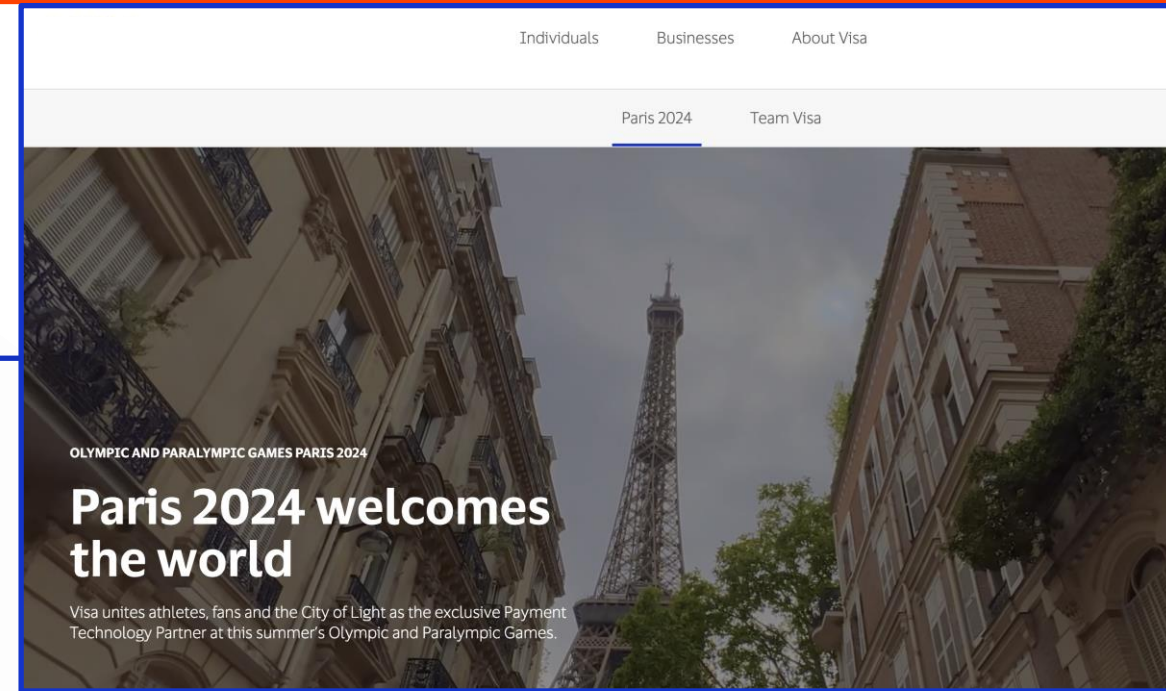 Individuals Businesses About Visa
Paris 2024 Team Visa
OLYMPIC AND PARALYMPIC GAMES PARIS 2024
Paris 2024 welcomes
the world
Visa unites athletes, fans and the City of Light as the exclusive Payment
Technology Partner at this summer's Olympic and Paralympic Games.